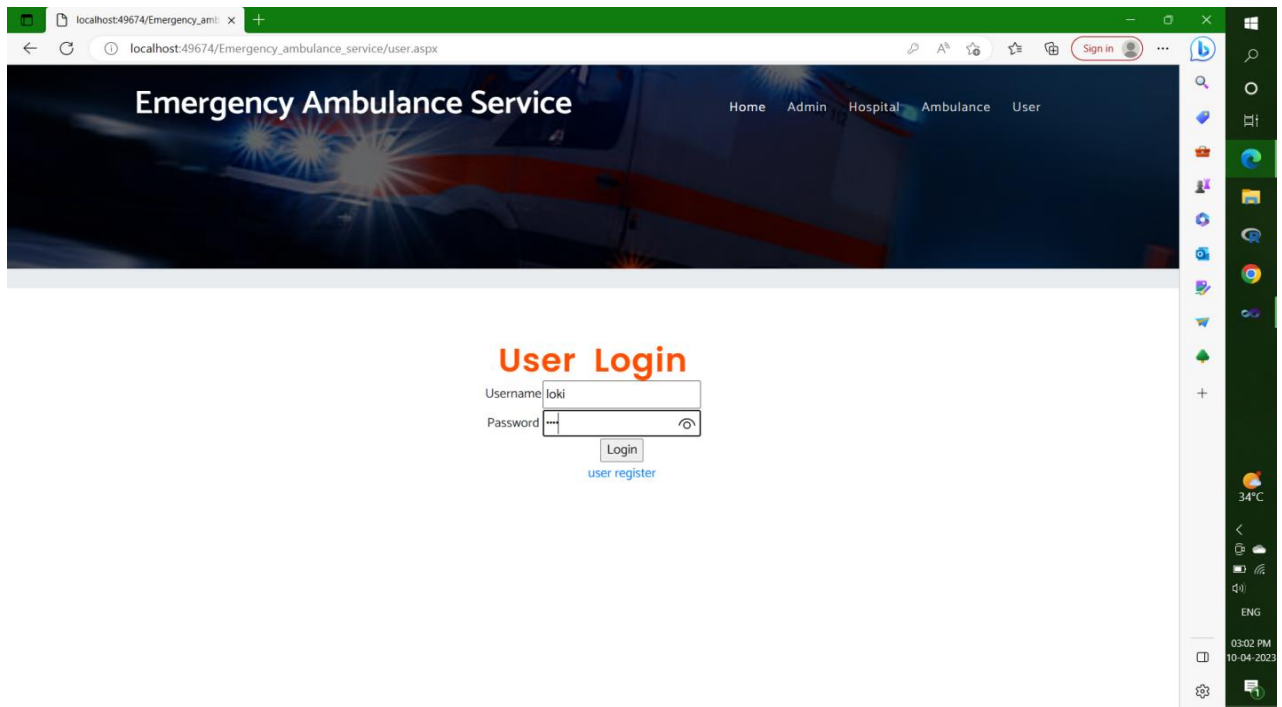 localhost:49674/Emergency_amb
localhost:49674/Emergency_ambulance_service/user.aspx
Sign in
Emergency Ambulance Service
Home Admin Hospital Ambulance User
User Login
Username loki
Password ····
Login
user register
34°C
ENG
03:02 PM
10-04-2023
1